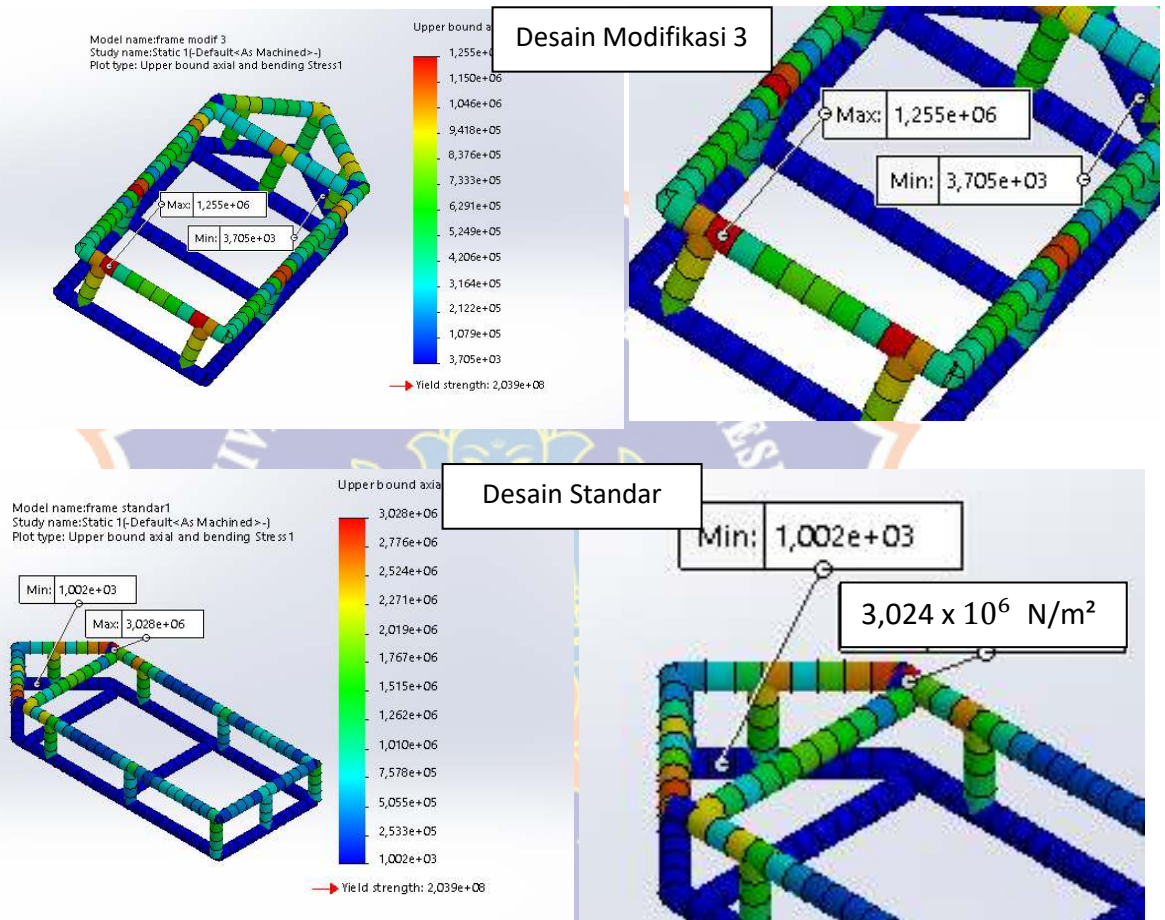 Desain Modifikasi 3
Model name:frame modif 3
Study name:Static 1(-Default<As Machined>-)
Plot type: Upper bound axial and bending Stress1
Upper bound ax
1,255e+0
1,150e+06
1,046e+06
9,418e+05
8,376e+05
7,333e+05
6,291e+05
5,249e+05
4,206e+05
3,164e+05
2,122e+05
1,079e+05
3,705e+03
Yield strength: 2,039e+08
Max: 1,255e+06
Min: 3,705e+03
Max: 1,255e+06
Min: 3,705e+03
Desain Standar
Model name:frame standar1
Study name:Static 1(-Default<As Machined>-)
Plot type: Upper bound axial and bending Stress1
Upper bound axia
3,028e+06
2,776e+06
2,524e+06
2,271e+06
2,019e+06
1,767e+06
1,515e+06
1,262e+06
1,010e+06
7,578e+05
5,055e+05
2,533e+05
1,002e+03
Yield strength: 2,039e+08
Min: 1,002e+03
Max: 3,028e+06
Min: 1,002e+03
3,024 x 10⁶ N/m²